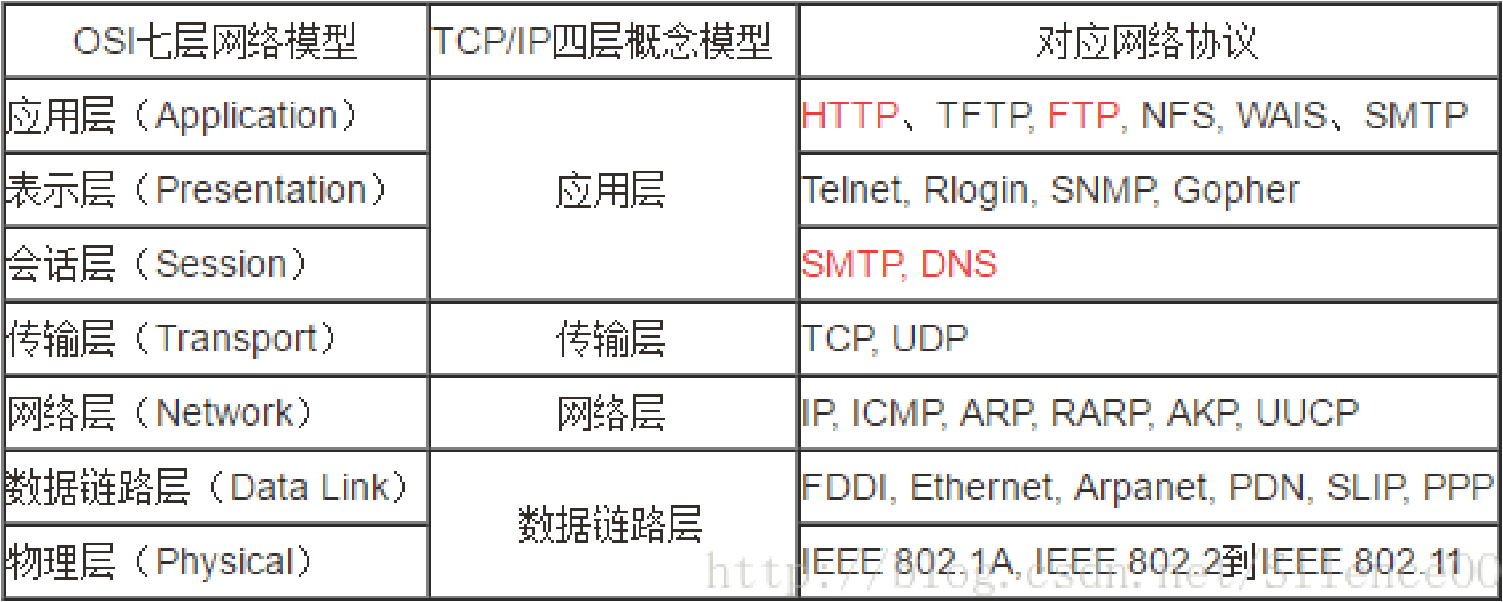 OSI七层网络模型 TCP/IP四层概念模型 对应网络协议
应用层（Application） HTTP、TFTP, FTP, NFS, WAIS、SMTP
表示层（Presentation） 应用层 Telnet, Rlogin, SNMP, Gopher
会话层（Session） SMTP, DNS
传输层（Transport） 传输层 TCP, UDP
网络层（Network） 网络层 IP, ICMP, ARP, RARP, AKP, UUCP
数据链路层（Data Link） FDDI, Ethernet, Arpanet, PDN, SLIP, PPP
数据链路层
物理层（Physical） IEEE 802.1A, IEEE 802.2到IEEE 802.11
http://blog.csdn.net/